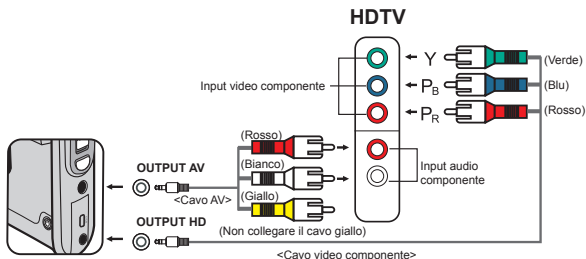 HDTV
Y
(Verde)
Input video componente
PB
(Blu)
PR
(Rosso)
(Rosso)
OUTPUT AV
(Bianco)
Input audio
componente
<Cavo AV>
(Giallo)
OUTPUT HD
(Non collegare il cavo giallo)
<Cavo video componente>